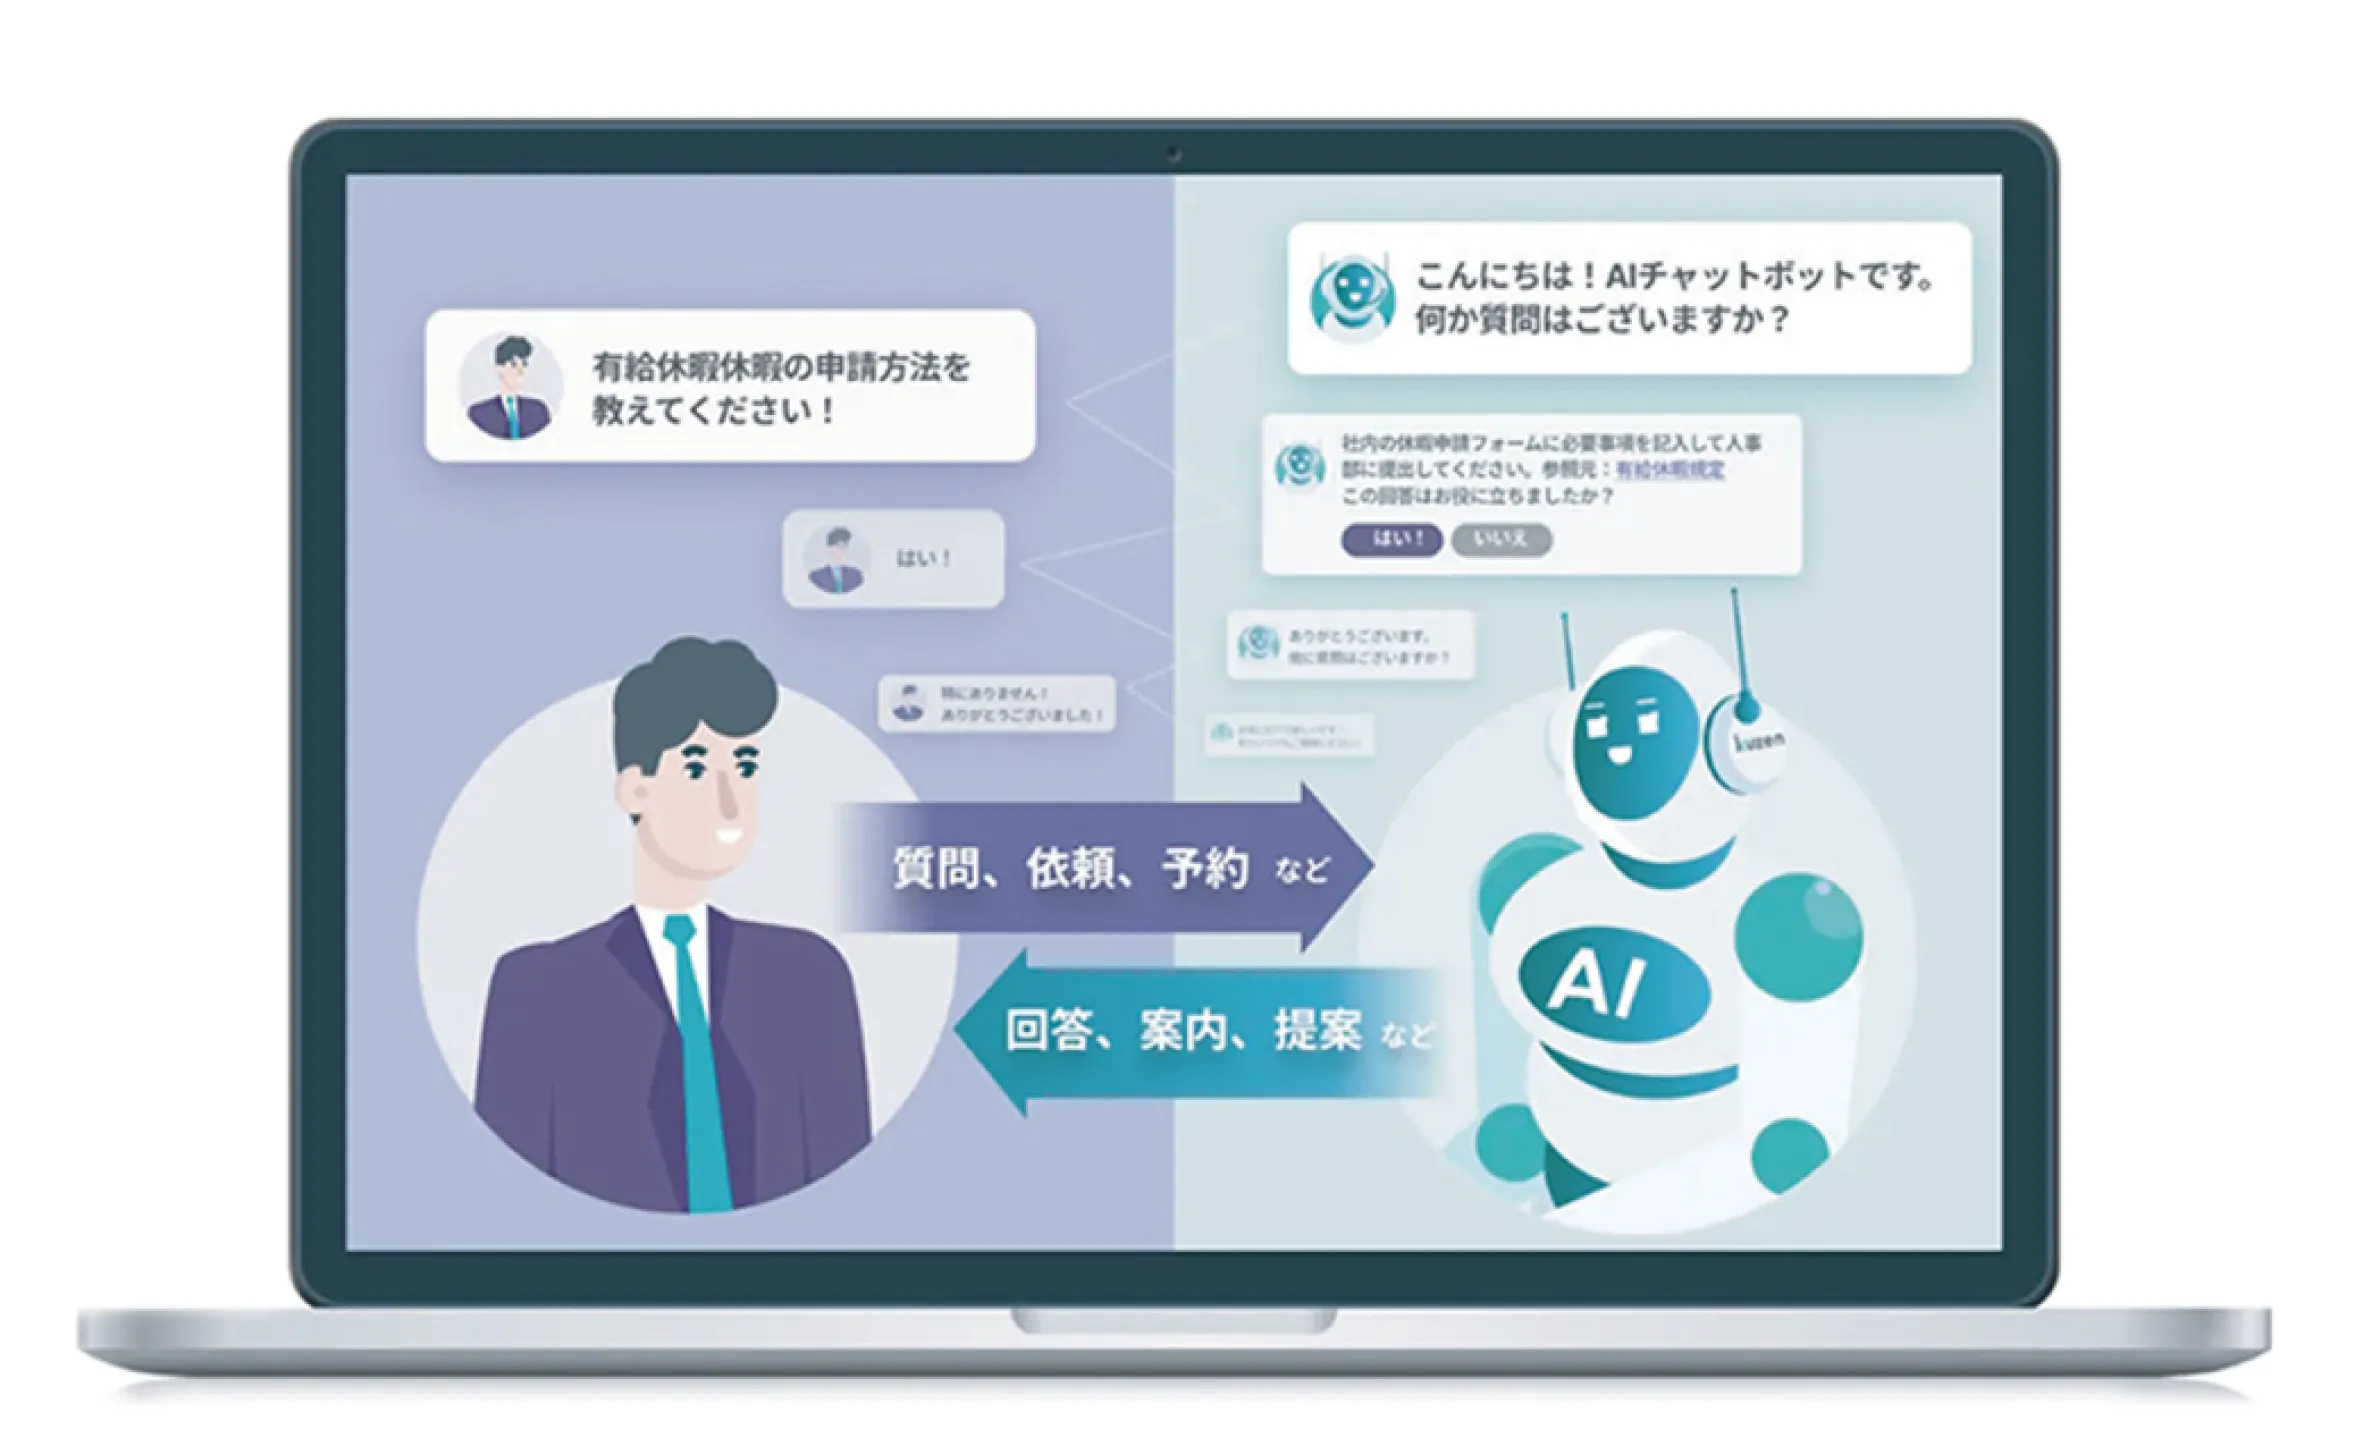 こんにちは！AIチャットボットです。
何か質問はございますか？
有給休暇休暇の申請方法を
教えてください！
社内の休暇申請フォームに必要事項を記入して人事
部に提出してください。参照元：有給休暇規定
この回答はお役に立ちましたか？
はい！
いいえ
はい！
ありがとうございます。
他に質問はございますか？
特にありません！
ありがとうございました！
kuzen
質問、依頼、予約 など
AI
回答、案内、提案 など